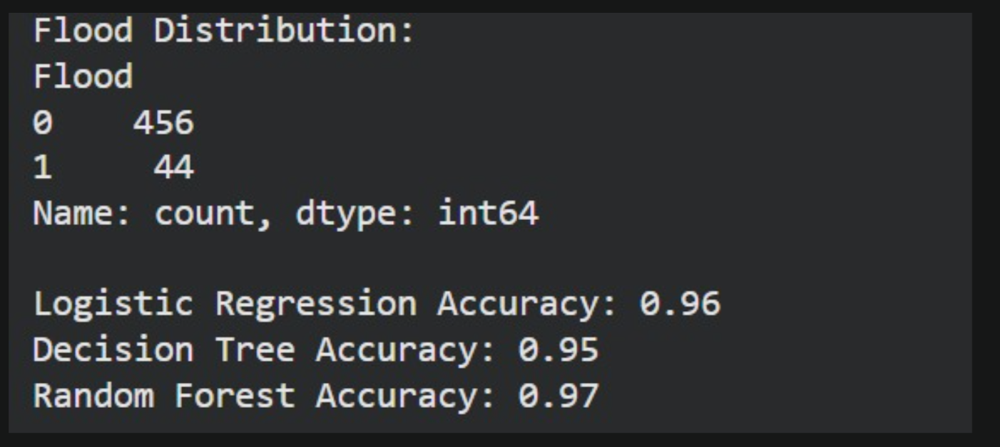 Flood Distribution:
Flood
0    456
1     44
Name: count, dtype: int64
Logistic Regression Accuracy: 0.96
Decision Tree Accuracy: 0.95
Random Forest Accuracy: 0.97